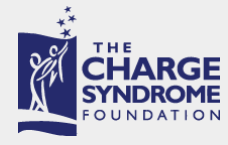 THE
CHARGE
SYNDROME
FOUNDATION